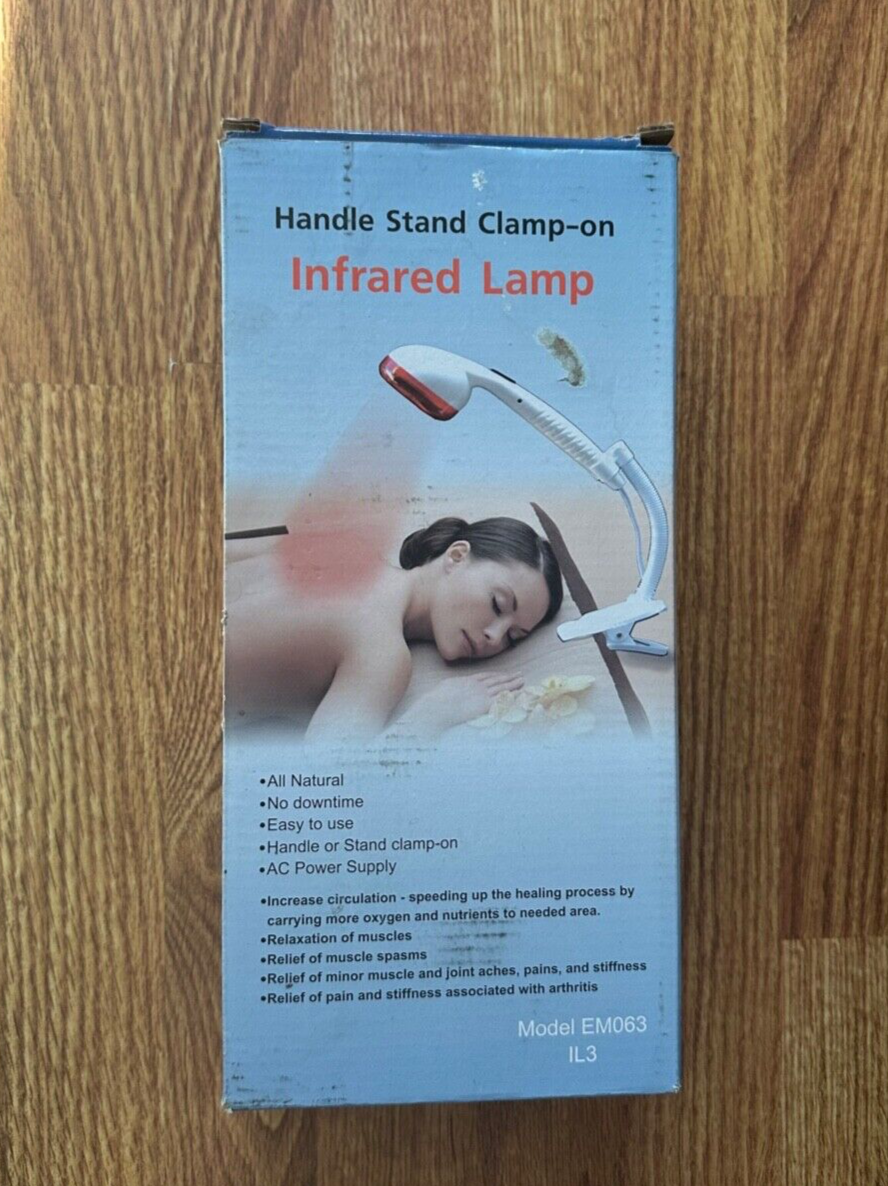 Handle Stand Clamp-on
Infrared Lamp
•All Natural
•No downtime
•Easy to use
•Handle or Stand clamp-on
•AC Power Supply
•Increase circulation - speeding up the healing process by
carrying more oxygen and nutrients to needed area.
•Relaxation of muscles
•Relief of muscle spasms
•Relief of minor muscle and joint aches, pains, and stiffness
•Relief of pain and stiffness associated with arthritis
Model EM063
IL3